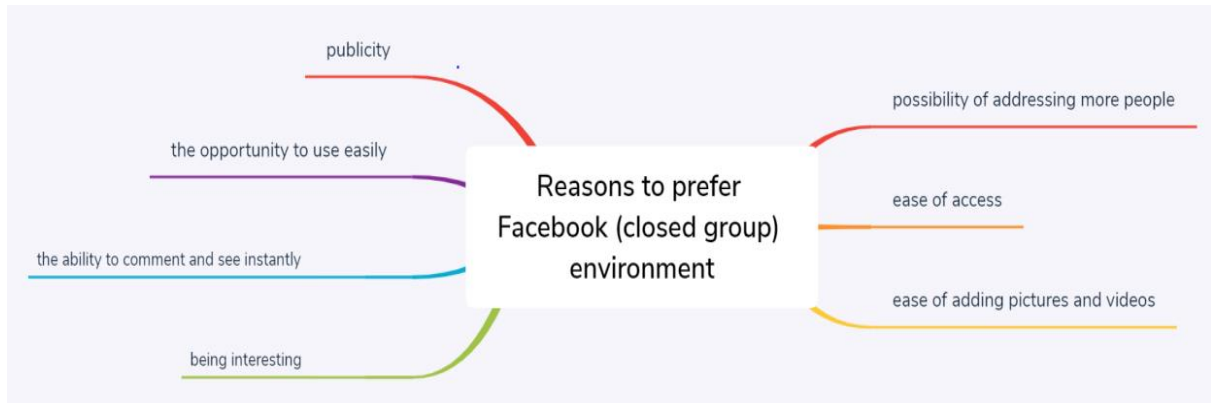 publicity
the opportunity to use easily
the ability to comment and see instantly
being interesting
Reasons to prefer
Facebook (closed group)
environment
possibility of addressing more people
ease of access
ease of adding pictures and videos